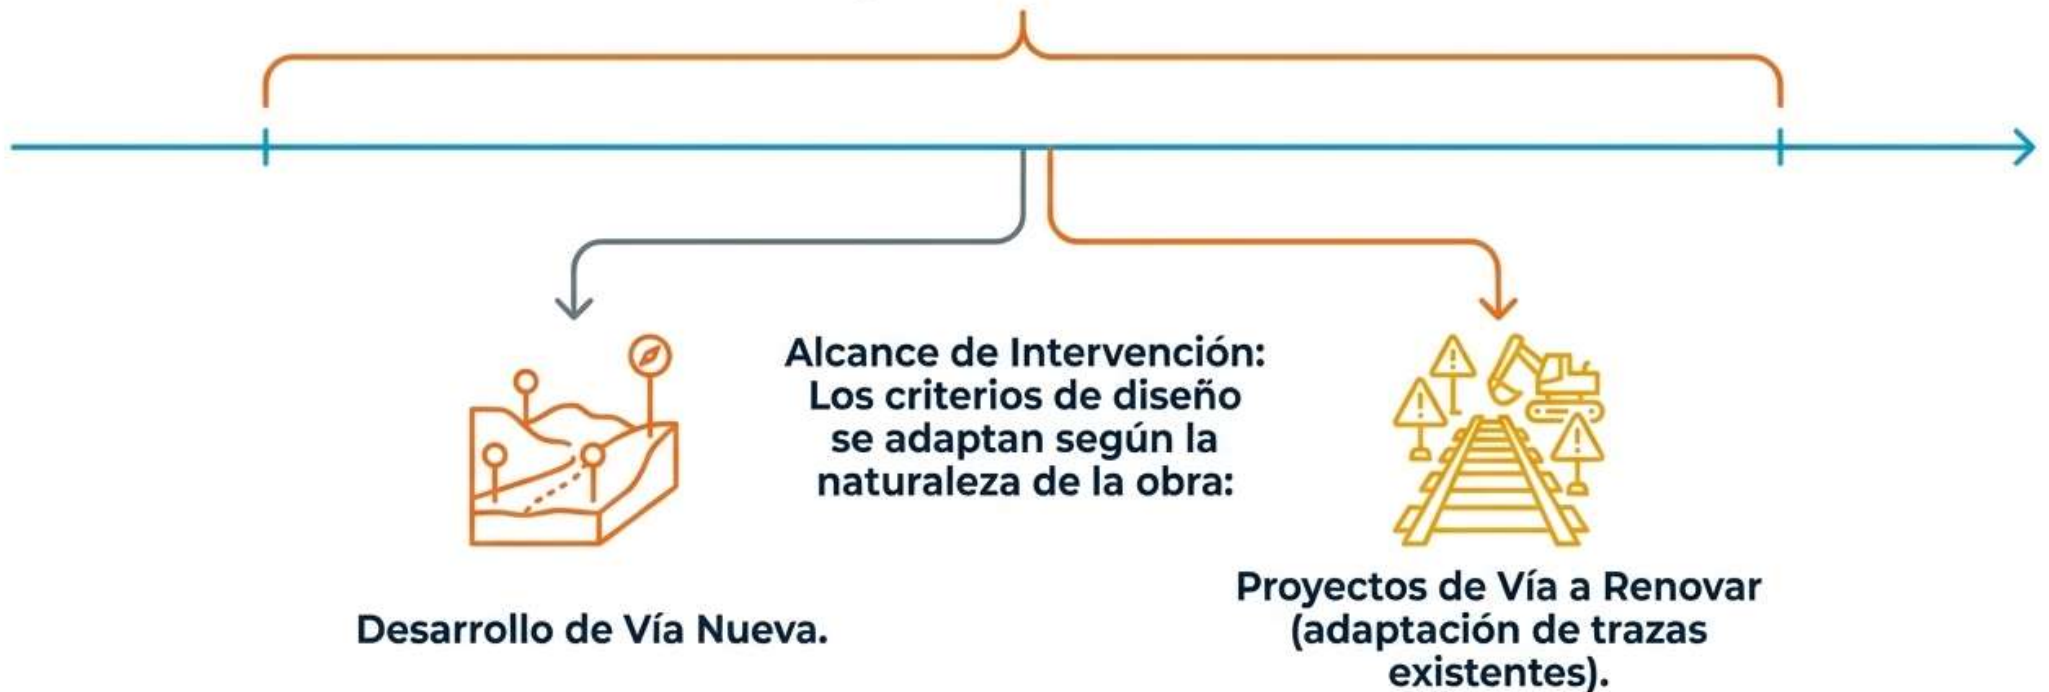 Alcance de Intervención:
Los criterios de diseño
se adaptan según la
naturaleza de la obra:
Desarrollo de Vía Nueva.
Proyectos de Vía a Renovar
(adaptación de trazas
existentes).